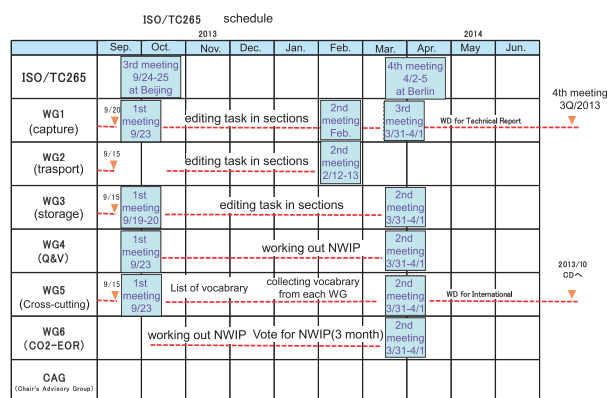 ISO/TC265 schedule
2013 2014
Sep. Oct. Nov. Dec. Jan. Feb. Mar. Apr. May Jun.
ISO/TC265
3rd meeting
9/24-25
at Beijing
4th meeting
4/2-5
at Berlin
4th meeting
3Q/2013
WG1
(capture)
9/20
1st
meeting
9/23
editing task in sections
2nd
meeting
Feb.
3rd
meeting
3/31-4/1
WD for Technical Report
WG2
(trasport)
9/15
editing task in sections
2nd
meeting
2/12-13
WG3
(storage)
9/15
1st
meeting
9/19-20
editing task in sections
2nd
meeting
3/31-4/1
WG4
(Q&V)
1st
meeting
9/23
working out NWIP
2nd
meeting
3/31-4/1
2013/10
CDへ
WG5
(Cross-cutting)
9/15
1st
meeting
9/23
List of vocabrary
collecting vocabrary
from each WG
2nd
meeting
3/31-4/1
WD for International
WG6
(CO2-EOR)
working out NWIP Vote for NWIP(3 month)
2nd
meeting
3/31-4/1
CAG
(Chair's Advisory Group)